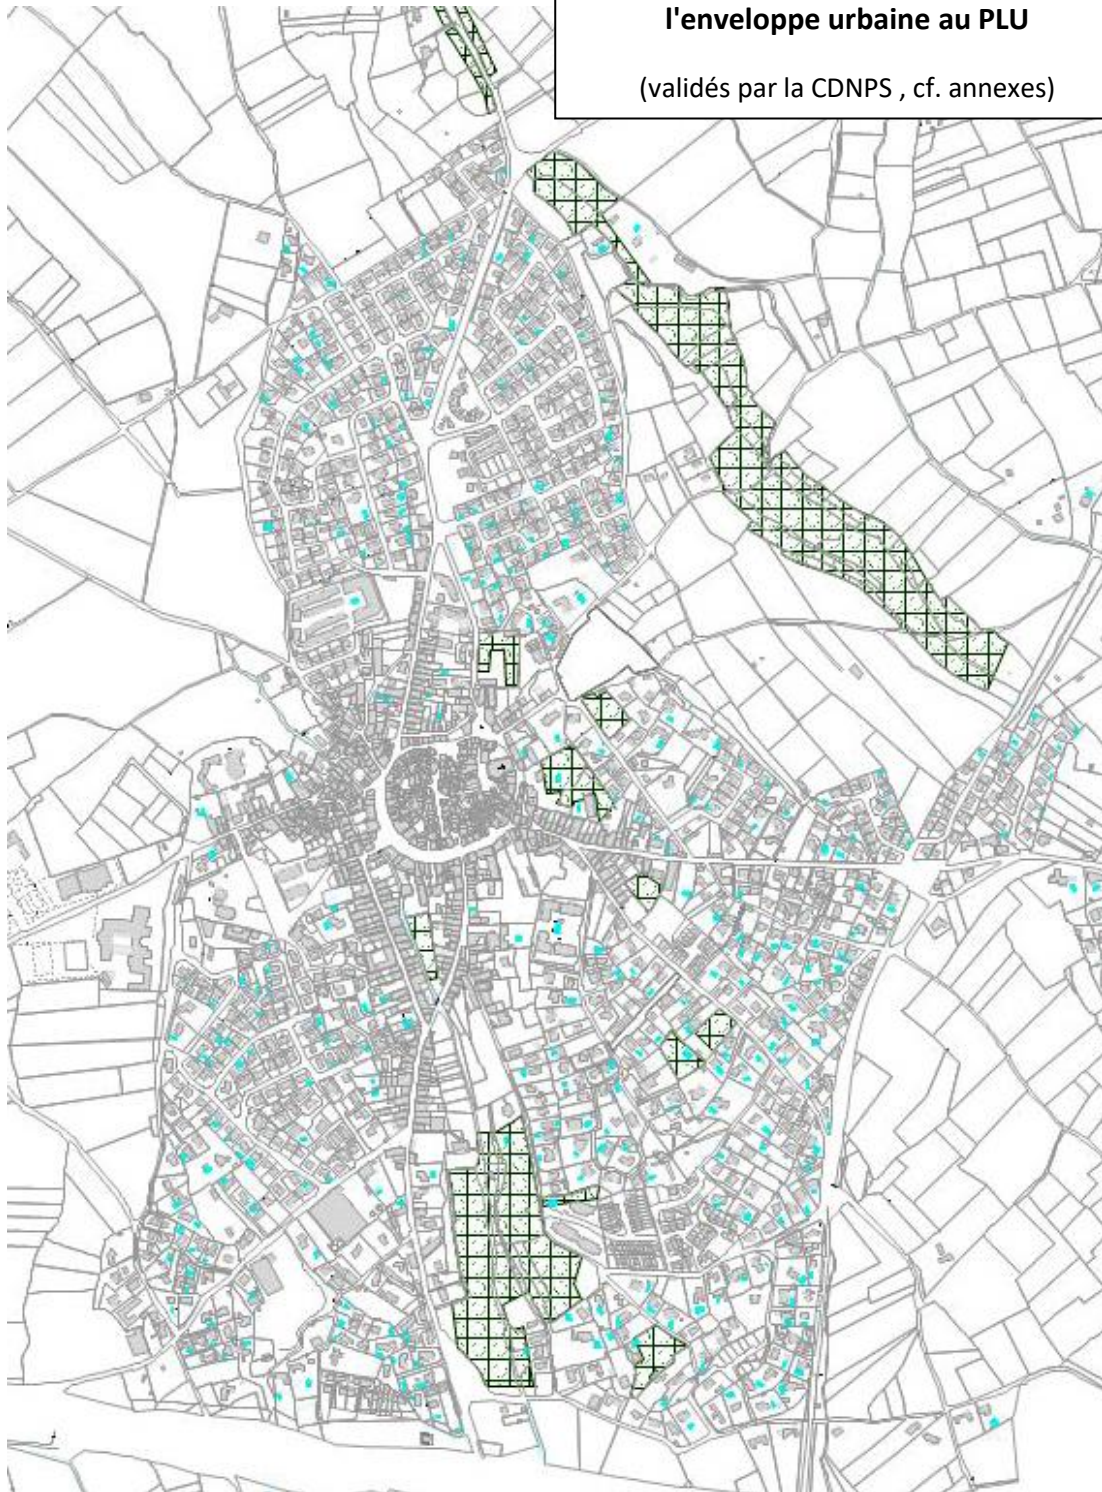 l'enveloppe urbaine au PLU
(validés par la CDNPS , cf. annexes)